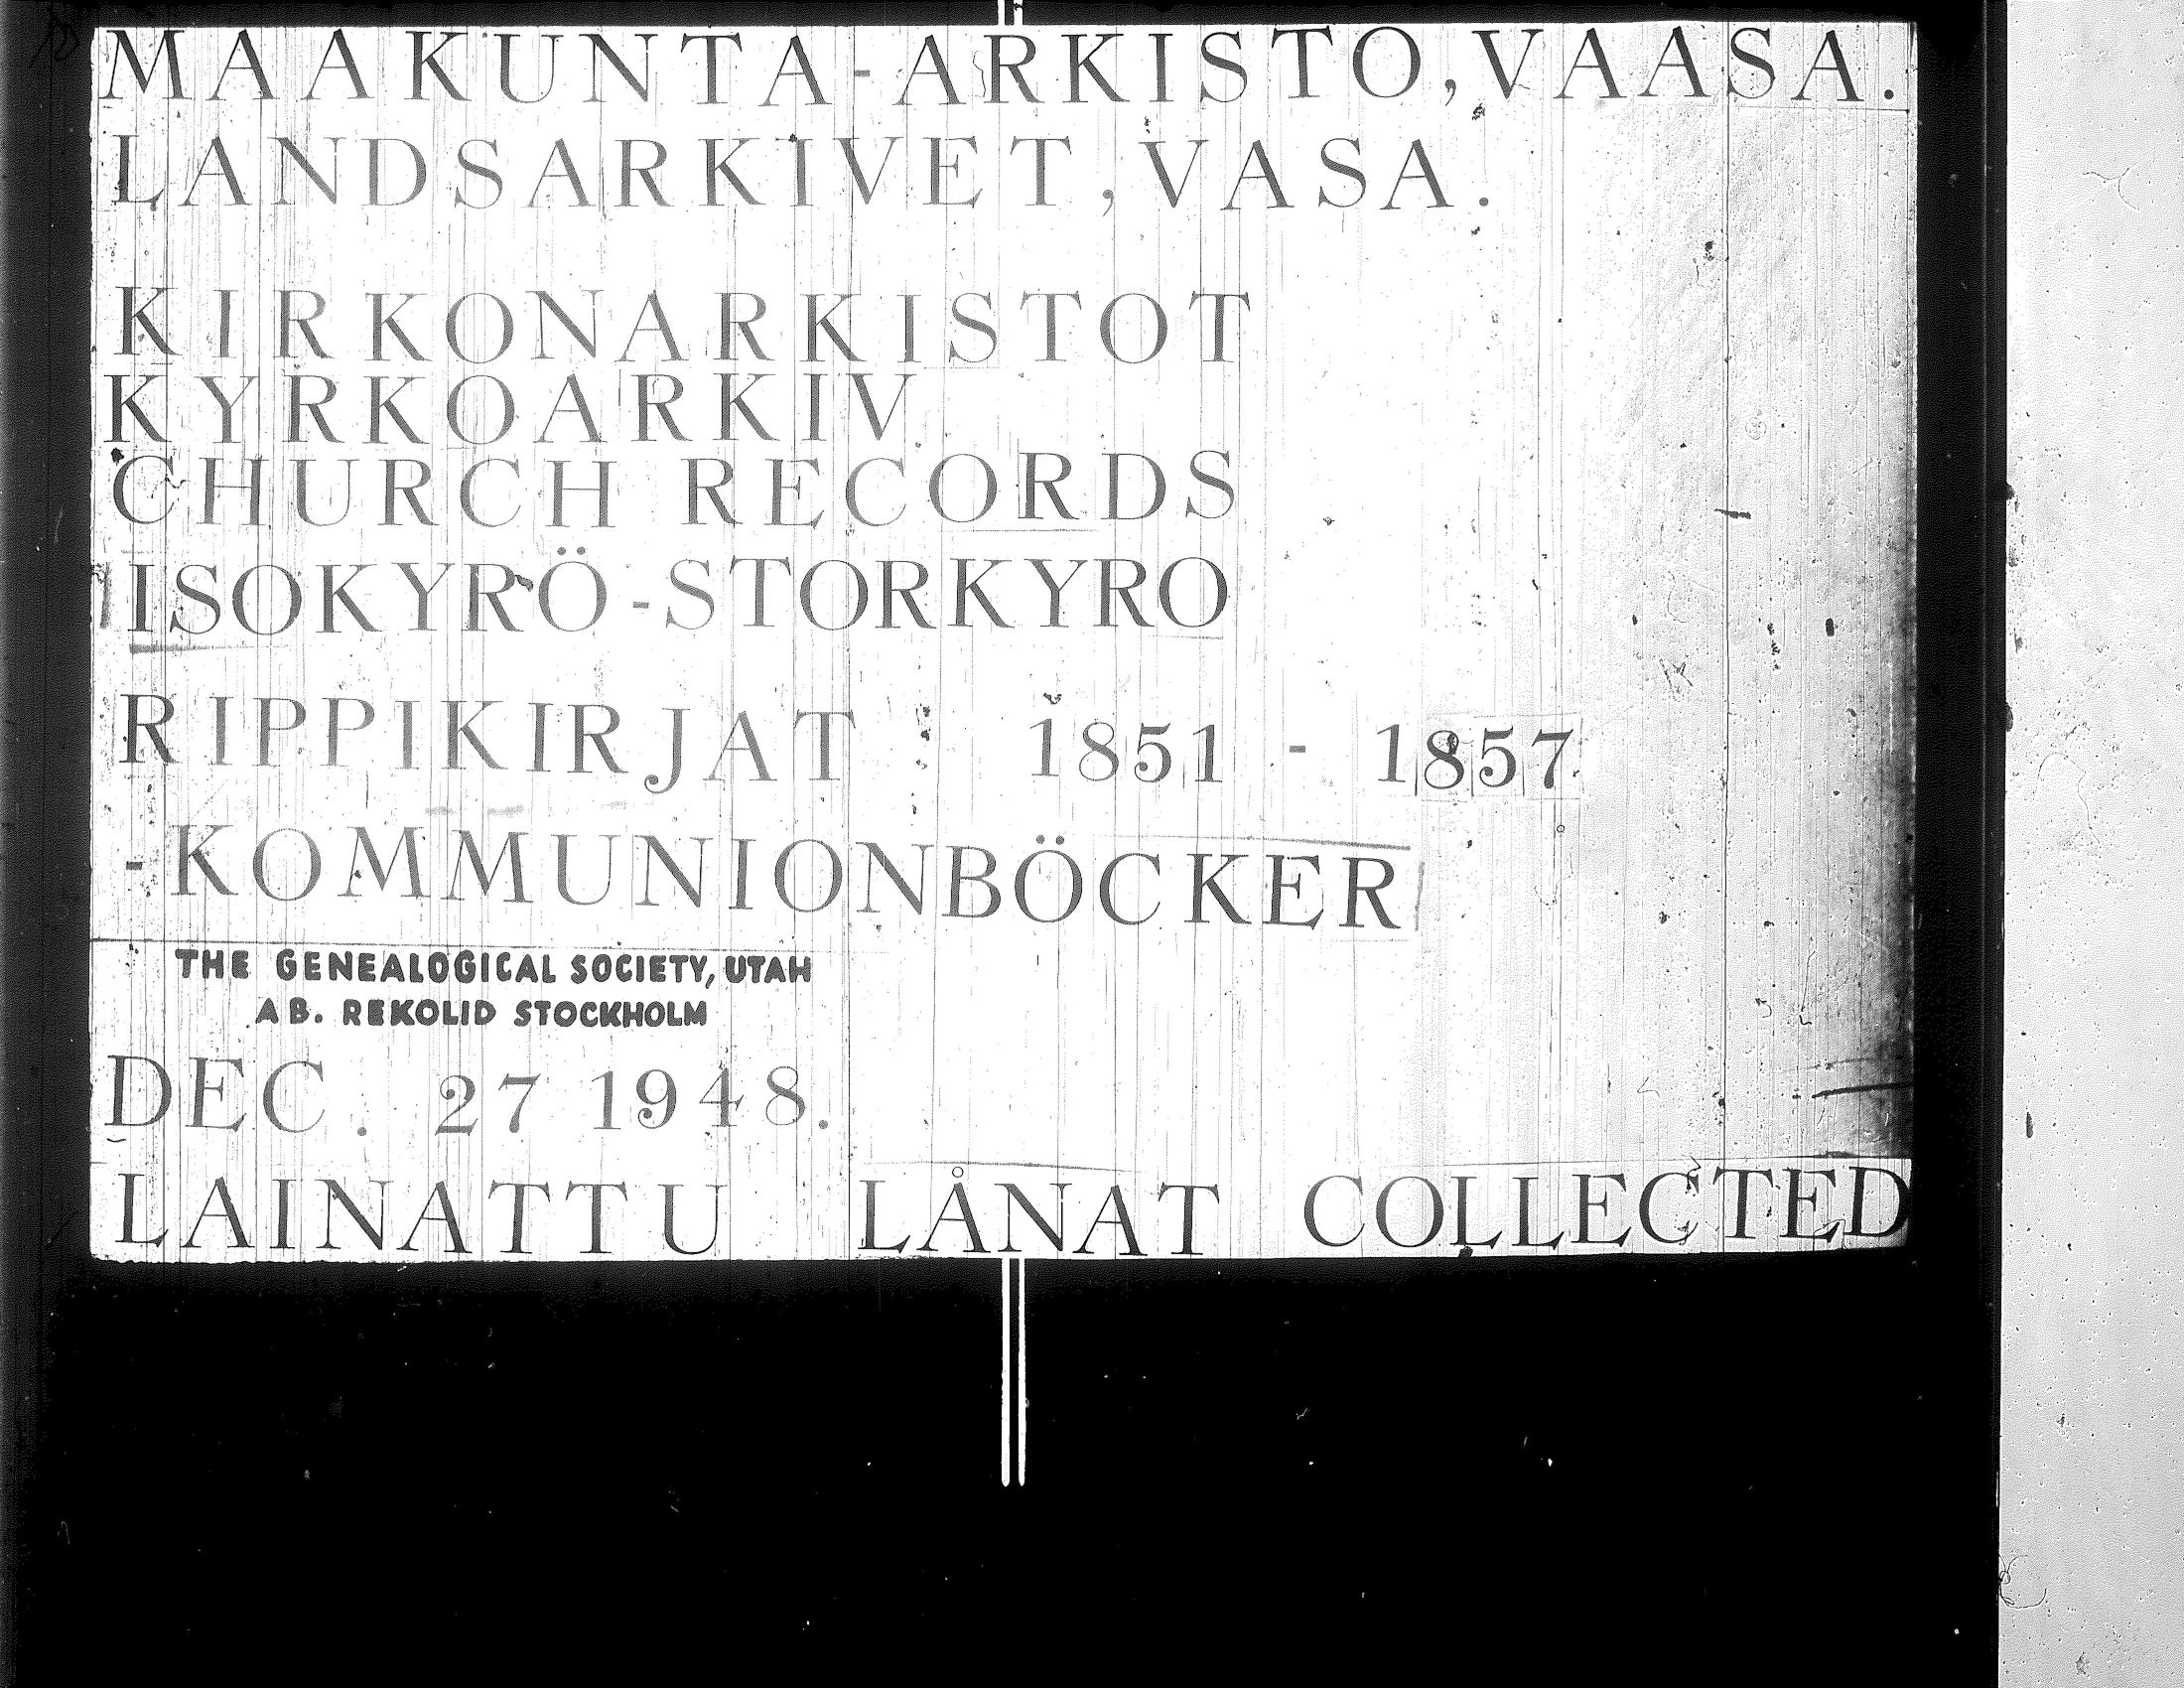 MAAKUNTA-ARKISTO, VAASA.
LANDSARKIVET, VASA.
KIRKONARKISTOT
KYRKOARKIV
CHURCH RECORDS
ISOKYRÖ-STORKYRO
RIPPIKIRJAT 1851 - 1857
-KOMMUNIONBÖCKER
THE GENEALOGICAL SOCIETY, UTAH
AB. REKOLID STOCKHOLM
DEC. 27 1948.
LAINATTU LÅNAT COLLECTED